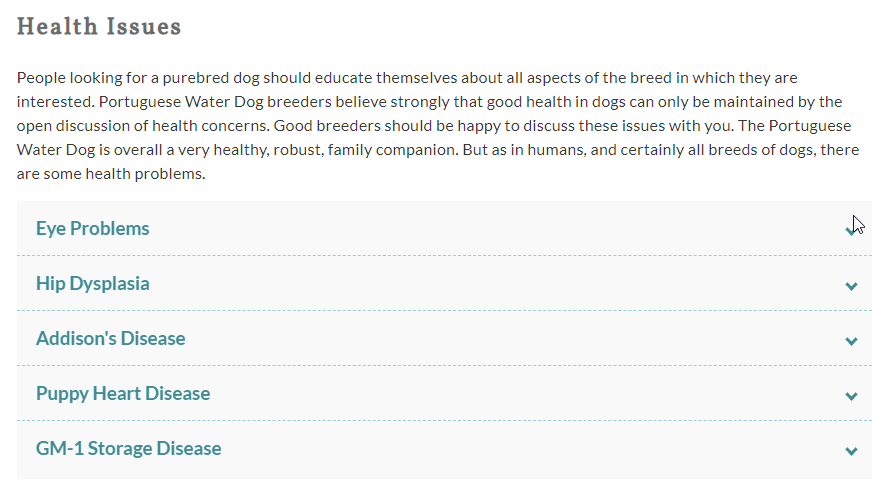 Health Issues
People looking for a purebred dog should educate themselves about all aspects of the breed in which they are
interested. Portuguese Water Dog breeders believe strongly that good health in dogs can only be maintained by the
open discussion of health concerns. Good breeders should be happy to discuss these issues with you. The Portuguese
Water Dog is overall a very healthy, robust, family companion. But as in humans, and certainly all breeds of dogs, there
are some health problems.
Eye Problems
Hip Dysplasia
Addison's Disease
Puppy Heart Disease
GM-1 Storage Disease